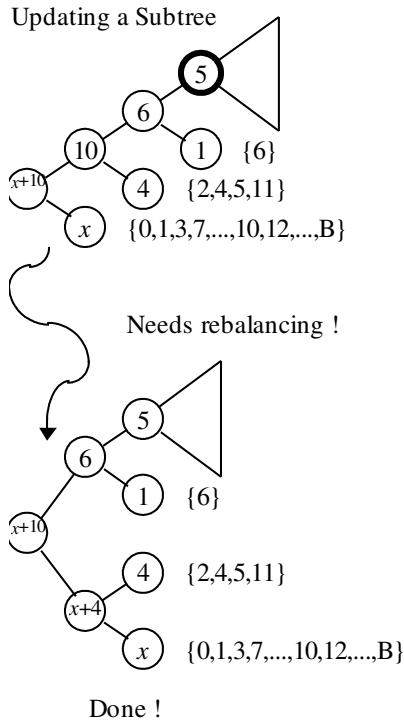 Updating a Subtree
5
6
10
1 {6}
x+10
4 {2,4,5,11}
x {0,1,3,7,...,10,12,...,B}
Needs rebalancing !
5
6
1 {6}
x+10
4 {2,4,5,11}
x+4
x {0,1,3,7,...,10,12,...,B}
Done !